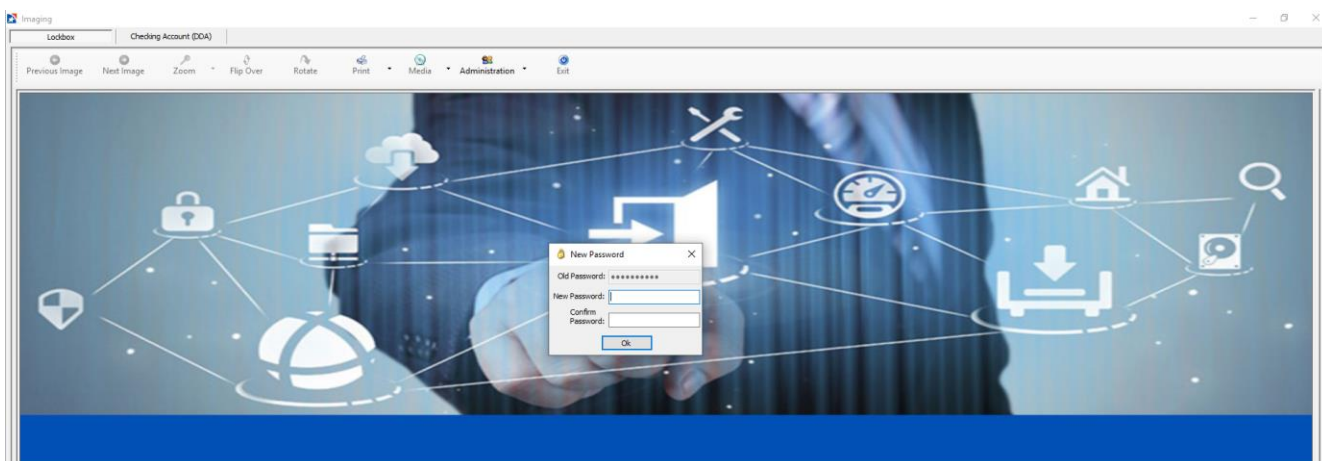 Imaging
Lockbox Checking Account (DDA)
Previous Image Next Image Zoom Flip Over Rotate Print Media Administration Exit
New Password
Old Password: ●●●●●●●●●●
New Password:
Confirm
Password:
Ok